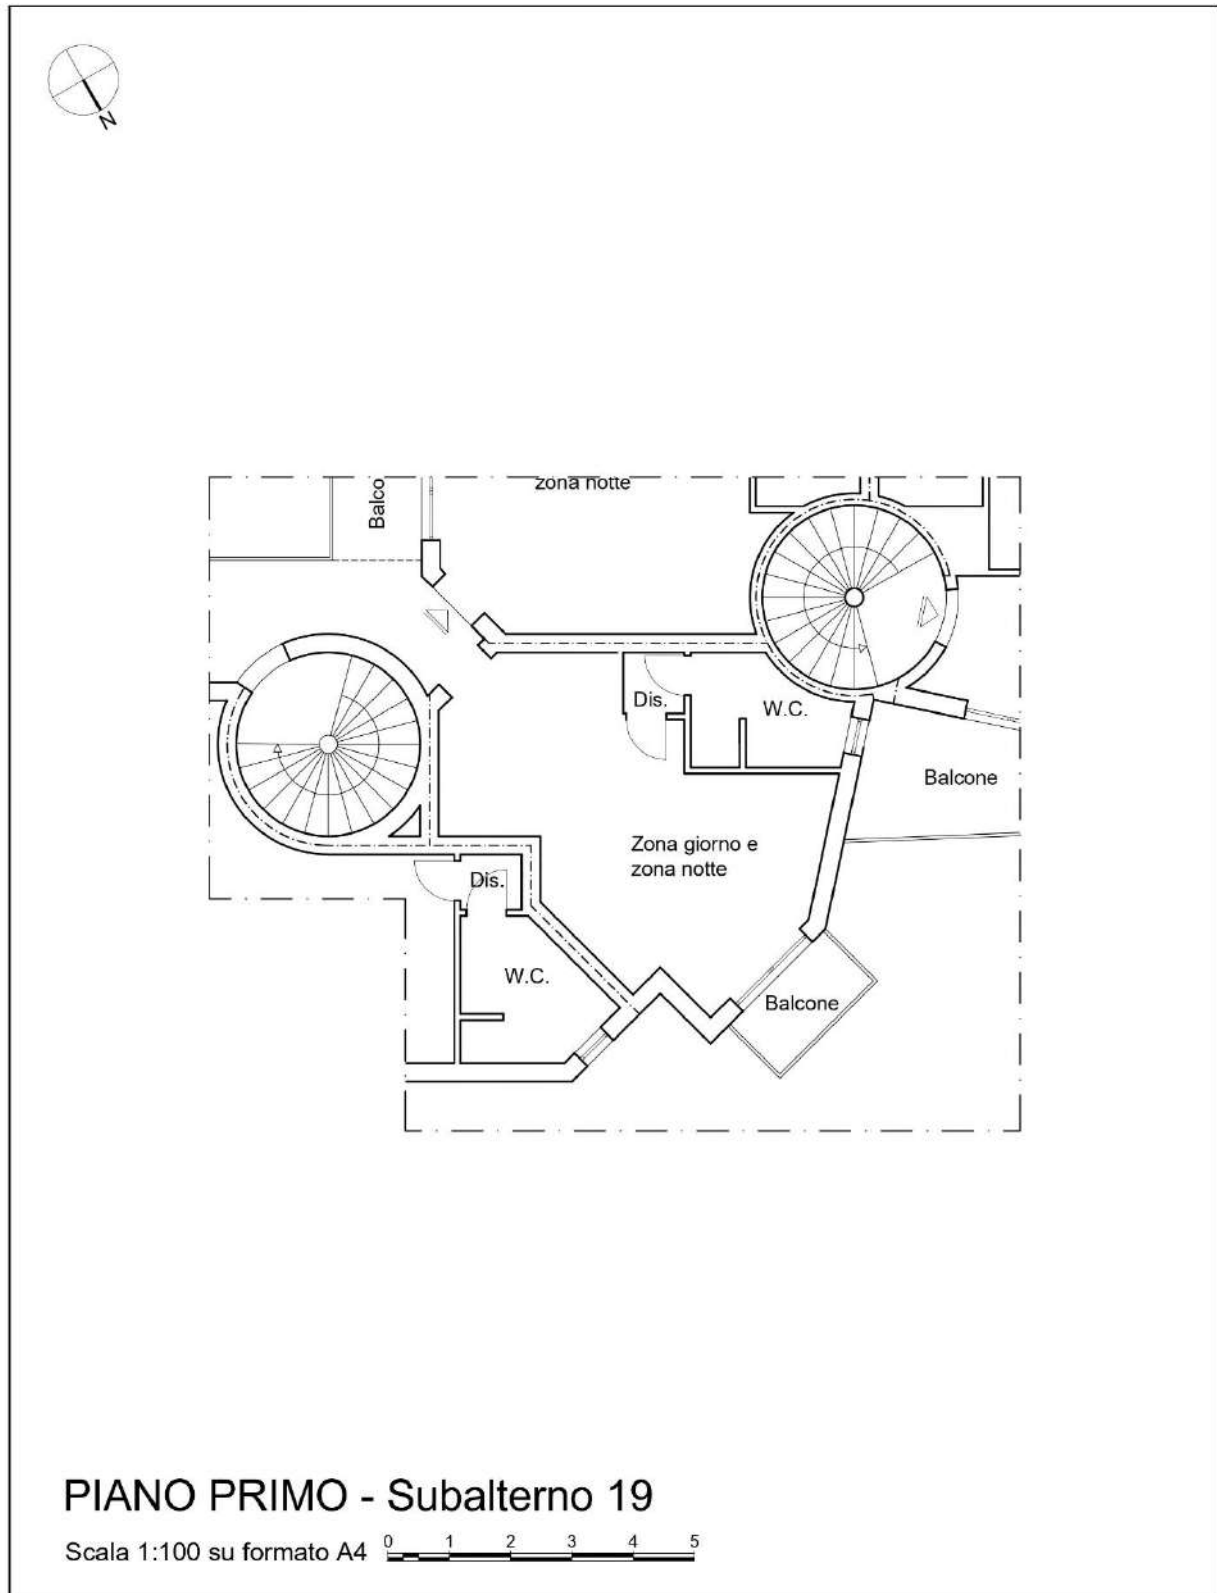 N
zona notte
Balco
Dis.
W.C.
Balcone
Zona giorno e
zona notte
Dis.
W.C.
Balcone
PIANO PRIMO - Subalterno 19
Scala 1:100 su formato A4
0 1 2 3 4 5